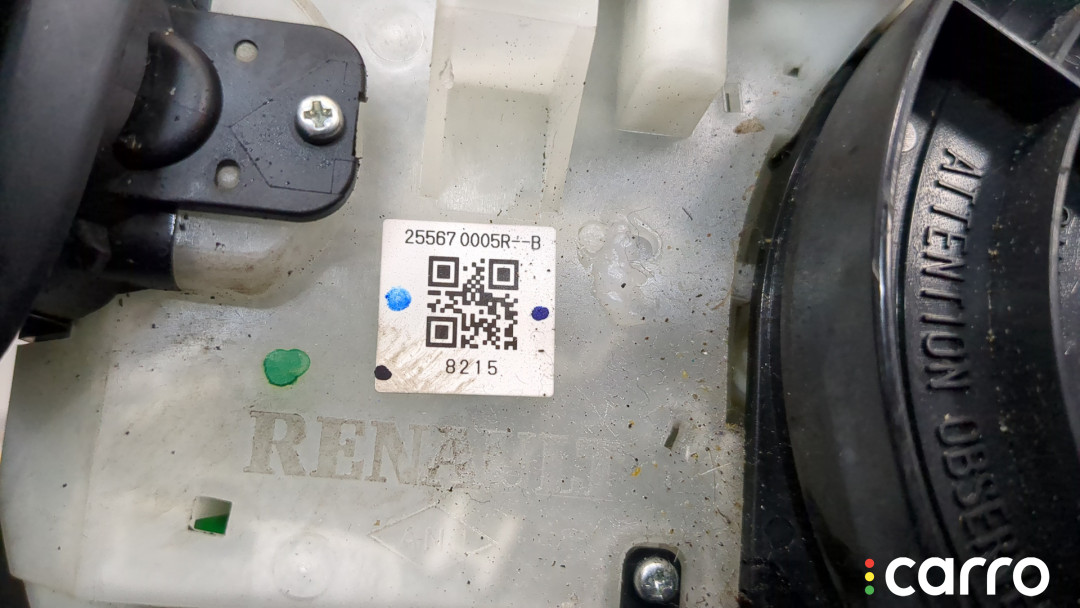 25567 0005R--B
8215
RENAULT
ATTENTION OBSER
carro